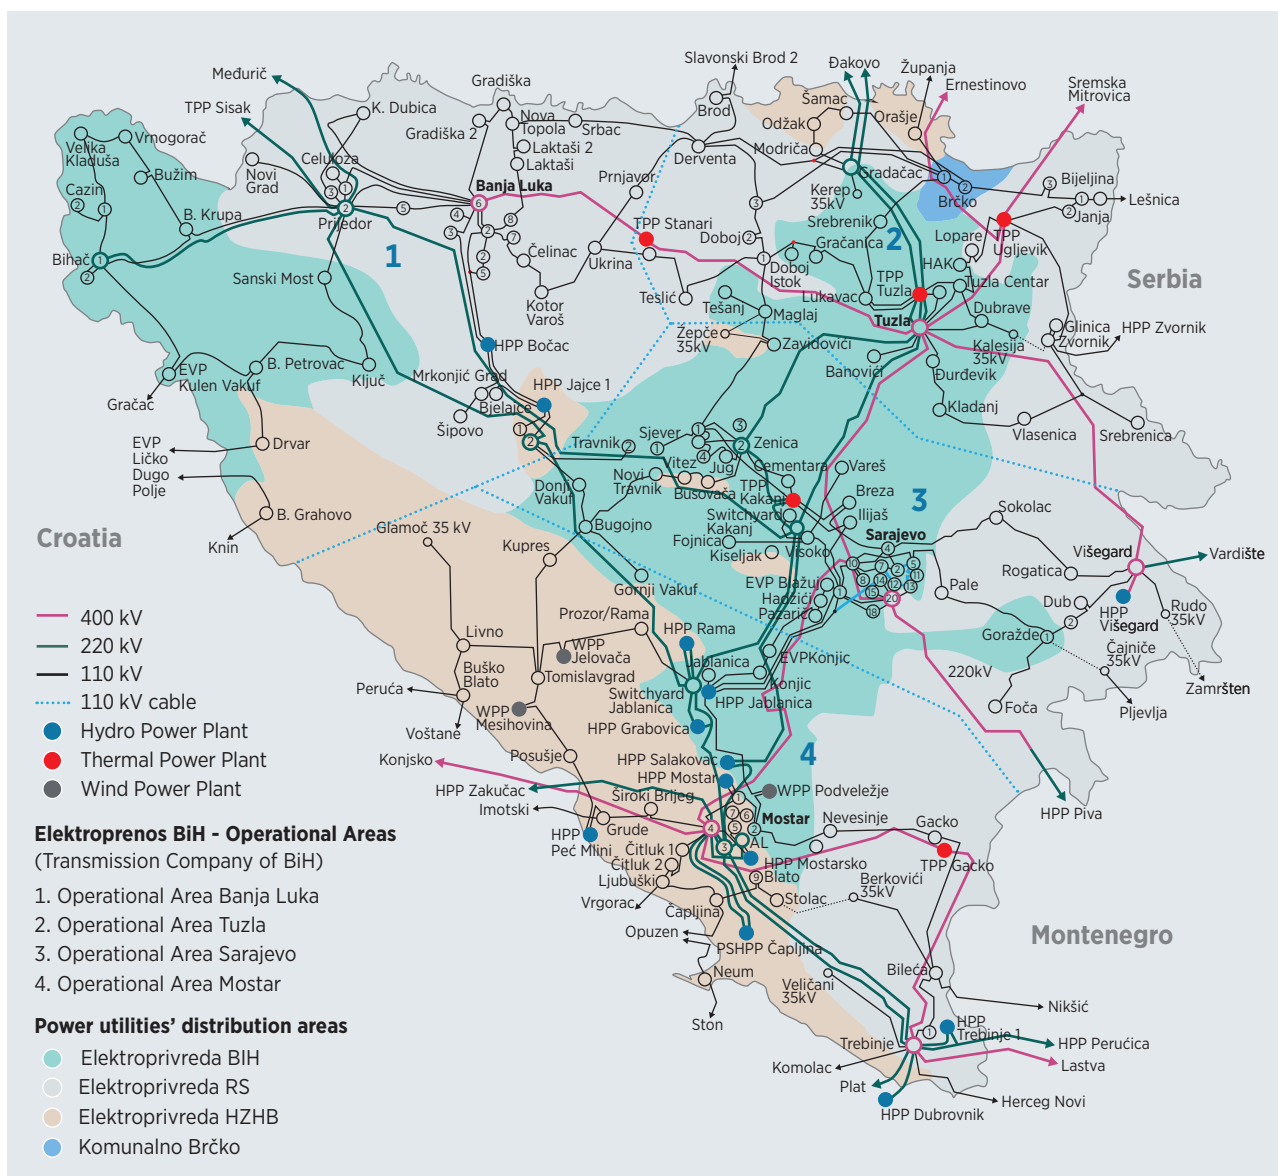 Slavonski Brod 2
Đakovo
Županja
Međurič
Gradiška
Ernestinovo
Sremska
Mitrovica
TPP Sisak
K. Dubica
Gradiška 2
Nova
Topola
Srbac
Brod
Šamac
Odžak
Orašje
Vrnogorač
Velika
Kladuša
Laktaši 2
Laktaši
Derventa
Modriča
Gradačac
Celuloza
Novi
Grad
Bužim
Cazin
Banja Luka
Prnjavor
Kerep
35kV
Brčko
Bijeljina
Janja
Lešnica
B. Krupa
Prijedor
TPP Stanari
Srebrenik
Doboj
Gračanica
Lopare
TPP
Ugljevik
Bihać
1
2
Čelinac
Ukrina
Doboj
Istok
HAK
Sanski Most
Kotor
Varoš
Teslić
Tešanj
Lukavac
TPP
Tuzla
Tuzla Centar
Serbia
Maglaj
Tuzla
Dubrave
Žepče
35kV
Zavidovići
Kalesija
35kV
Glinica
Zvornik
HPP Zvornik
HPP Bočac
Banovići
Đurđevik
EVP
Kulen Vakuf
B. Petrovac
Ključ
Mrkonjić Grad
HPP Jajce 1
Bjelajce
Gračac
Šipovo
Kladanj
Vlasenica
Srebrenica
EVP
Ličko
Drvar
Travnik
Sjever
Zenica
Dugo
Polje
Vitez
Jug
Cementara
Vareš
Donji
Vakuf
Novi
Travnik
Busovača
TPP
Kakanj
Breza
3
B. Grahovo
Switchyard
Kakanj
Ilijaš
Sokolac
Croatia
Knin
Glamoč 35 kV
Bugojno
Fojnica
Kiseljak
Visoko
Sarajevo
Višegard
Vardište
Kupres
Rogatica
400 kV
Gornji Vakuf
EVP Blažuj
Hadžići
Pazarić
Pale
Dub
HPP
Višegard
Rudo
35kV
220 kV
Prozor/Rama
Livno
HPP Rama
Goražde
Čajniče
35kV
110 kV
WPP
Jelovača
Jablanica
EVPKonjic
220kV
110 kV cable
Buško
Blato
Tomislavgrad
Konjic
Zamršten
Peruća
Switchyard
Jablanica
HPP Jablanica
Foča
Pljevlja
Hydro Power Plant
WPP
Mesihovina
HPP Grabovica
Voštane
Thermal Power Plant
Posušje
Konjsko
HPP Salakovac
4
HPP Mostar
Wind Power Plant
HPP Zakučac
WPP Podveležje
HPP Piva
Imotski
Široki Brijeg
Mostar
Nevesinje
Gacko
Elektroprenos BiH - Operational Areas
(Transmission Company of BiH)
Grude
HPP
Peć Mlini
Čitluk 1
AL
Čitluk 2
HPP Mostarsko
Blato
TPP Gacko
Ljubuški
Berkovići
35kV
1. Operational Area Banja Luka
Vrgorac
Čapljina
Stolac
2. Operational Area Tuzla
Opuzen
Montenegro
3. Operational Area Sarajevo
PSHPP Čapljina
4. Operational Area Mostar
Neum
Veličani
35kV
Bileća
Nikšić
Power utilities’ distribution areas
Ston
HPP
Trebinje 1
Elektroprivreda BIH
Trebinje
HPP Perućica
Komolac
Lastva
Elektroprivreda RS
Plat
Herceg Novi
Elektroprivreda HZHB
HPP Dubrovnik
Komunalno Brčko